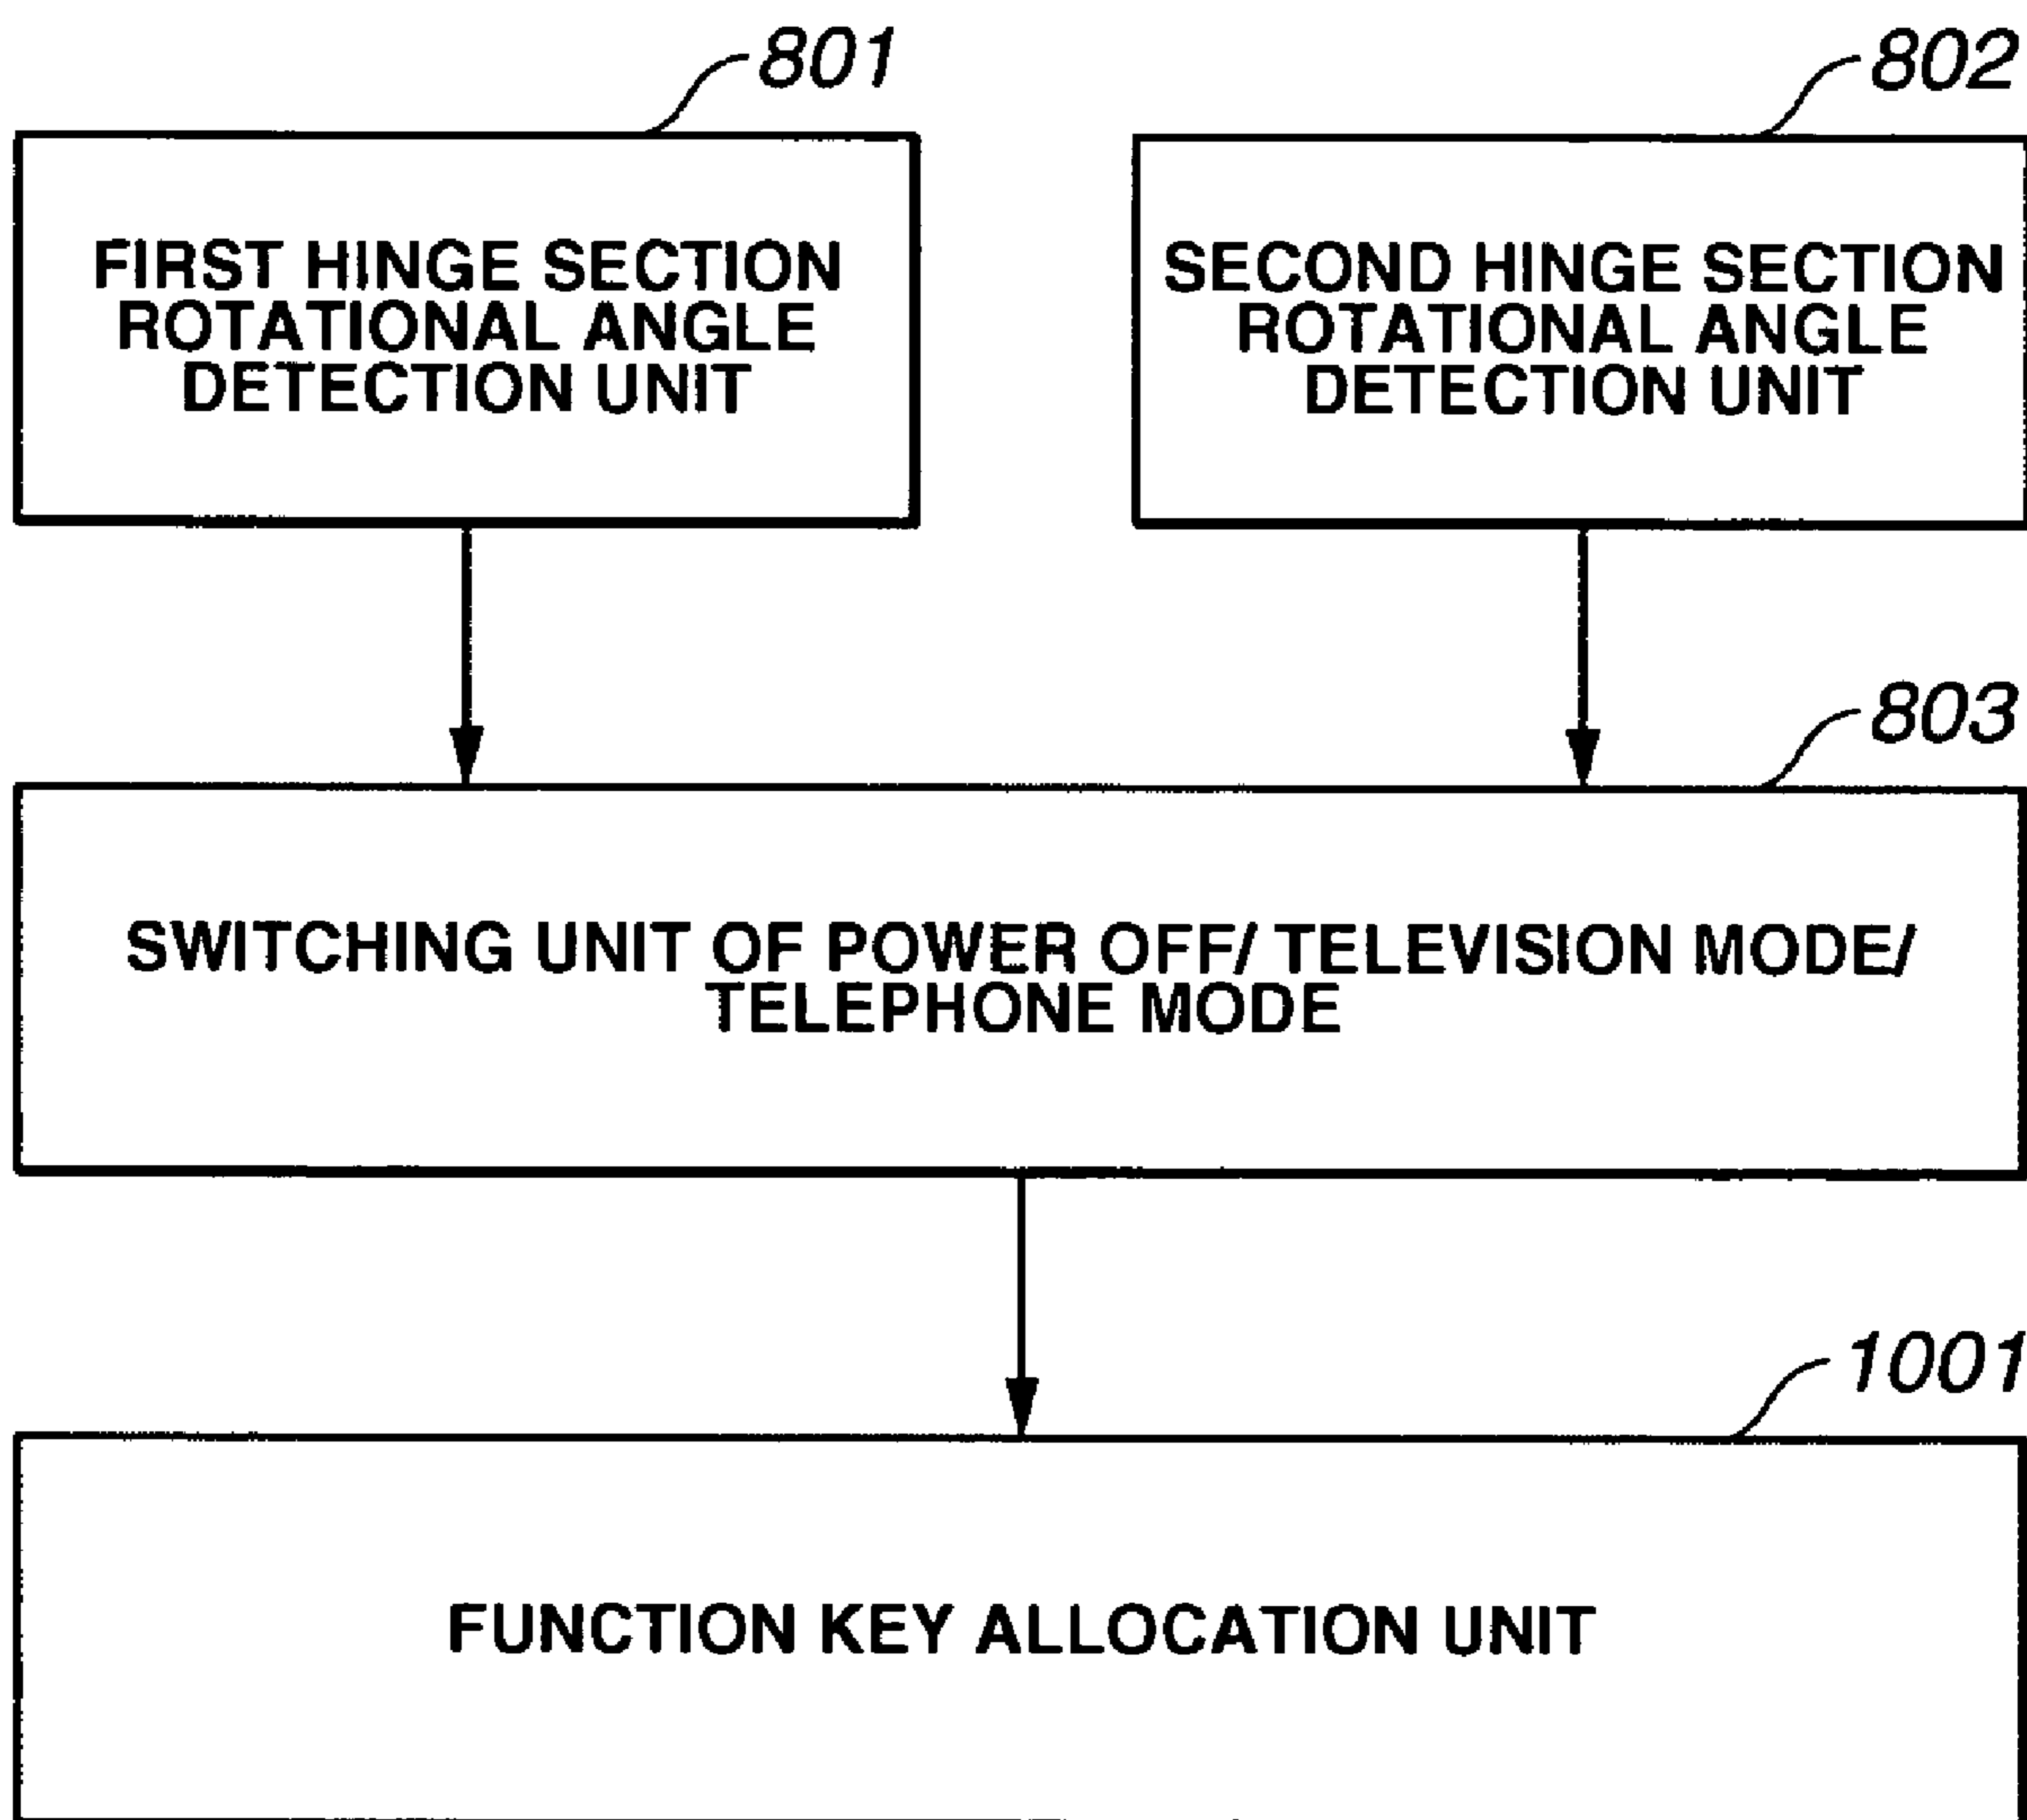 801
802
FIRST HINGE SECTION
ROTATIONAL ANGLE
DETECTION UNIT
SECOND HINGE SECTION
ROTATIONAL ANGLE
DETECTION UNIT
803
SWITCHING UNIT OF POWER OFF/ TELEVISION MODE/
TELEPHONE MODE
1001
FUNCTION KEY ALLOCATION UNIT